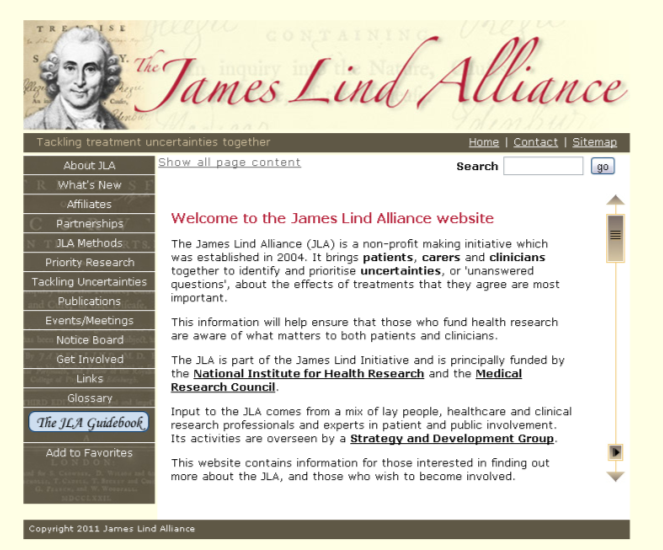 TREATISE
CONTAINING
The James Lind Alliance
Tackling treatment uncertainties together
Home | Contact | Sitemap
About JLA
What's New
Affiliates
Partnerships
JLA Methods
Priority Research
Tackling Uncertainties
Publications
Events/Meetings
Notice Board
Get Involved
Links
Glossary
The JLA Guidebook
Add to Favorites
Show all page content
Search
go
Welcome to the James Lind Alliance website
The James Lind Alliance (JLA) is a non-profit making initiative which
was established in 2004. It brings patients, carers and clinicians
together to identify and prioritise uncertainties, or 'unanswered
questions', about the effects of treatments that they agree are most
important.
This information will help ensure that those who fund health research
are aware of what matters to both patients and clinicians.
The JLA is part of the James Lind Initiative and is principally funded by
the National Institute for Health Research and the Medical
Research Council.
Input to the JLA comes from a mix of lay people, healthcare and clinical
research professionals and experts in patient and public involvement.
Its activities are overseen by a Strategy and Development Group.
This website contains information for those interested in finding out
more about the JLA, and those who wish to become involved.
Copyright 2011 James Lind Alliance